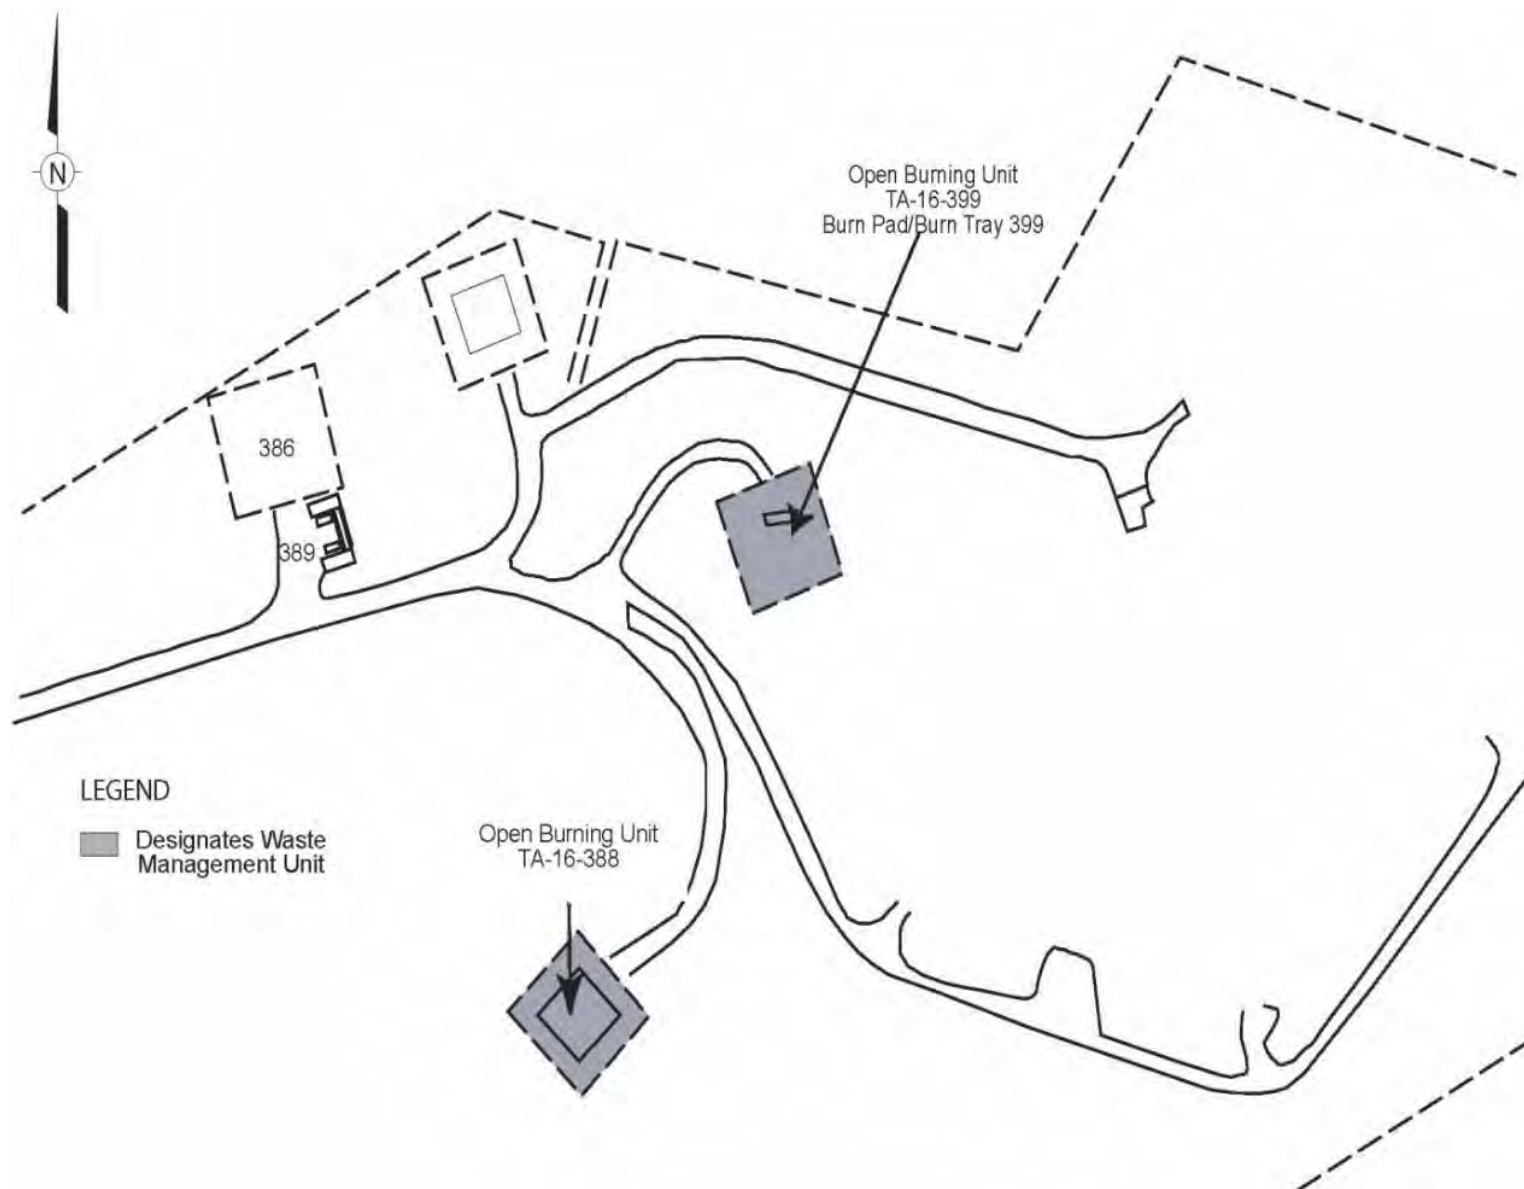 N
Open Burning Unit
TA-16-399
Burn Pad/Burn Tray 399
386
389
LEGEND
Designates Waste
Management Unit
Open Burning Unit
TA-16-388